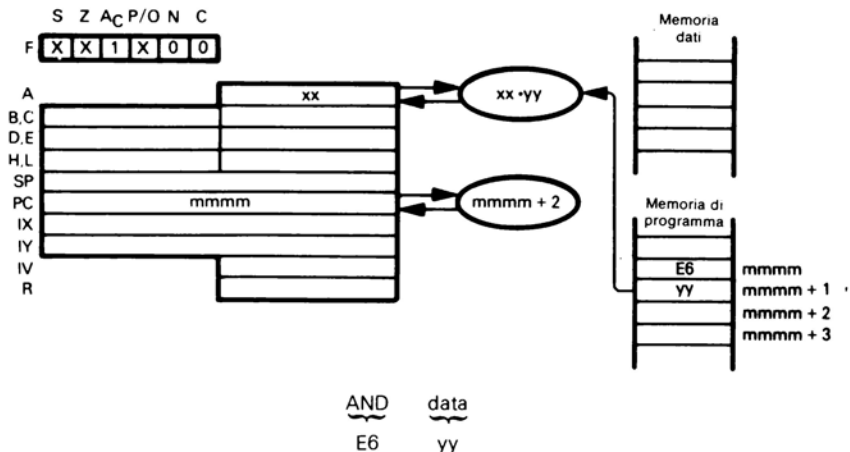 S Z AC P/O N C
F X X 1 X 0 0
A xx
B,C
D,E
H,L
SP
PC mmmm
IX
IY
IV
R
xx · yy
mmmm + 2
Memoria
dati
Memoria di
programma
E6 mmmm
yy mmmm + 1
mmmm + 2
mmmm + 3
AND data
E6 yy